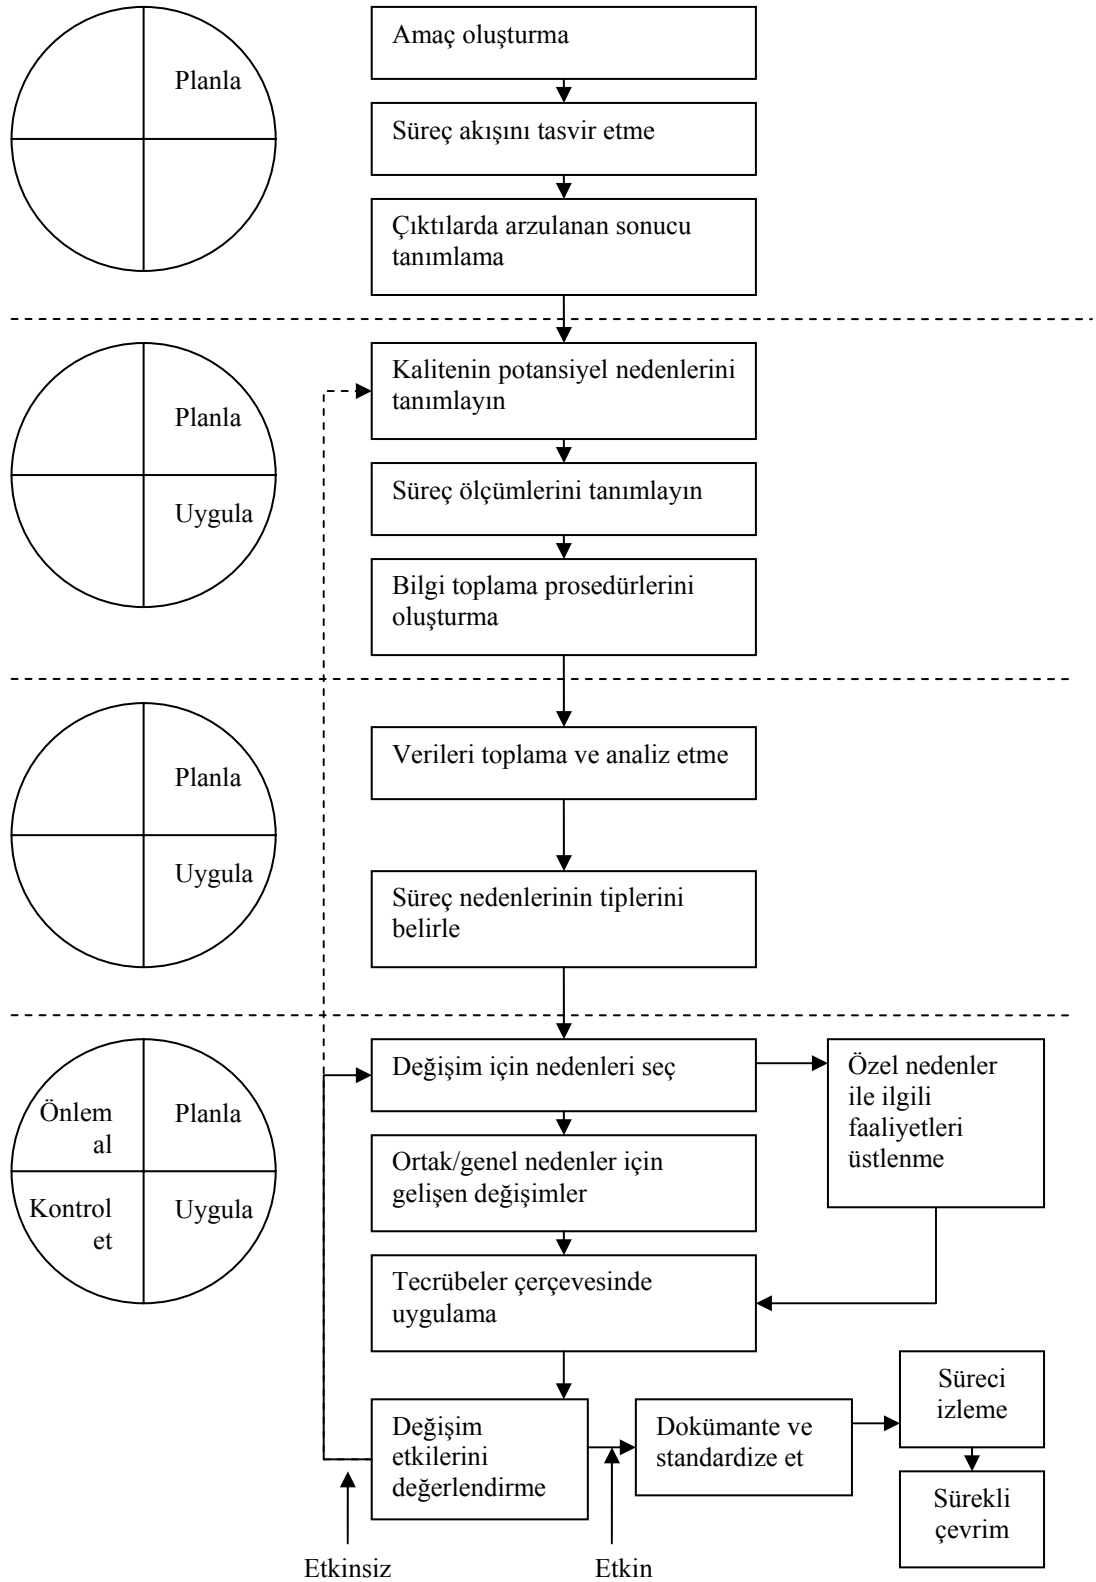 Planla
Amaç oluşturma
Süreç akışını tasvir etme
Çıktılarda arzulanan sonucu
tanımlama
Planla
Uygula
Kalitenin potansiyel nedenlerini
tanımlayın
Süreç ölçümlerini tanımlayın
Bilgi toplama prosedürlerini
oluşturma
Planla
Uygula
Verileri toplama ve analiz etme
Süreç nedenlerinin tiplerini
belirle
Önlem
al
Planla
Kontrol
et
Uygula
Değişim için nedenleri seç
Özel nedenler
ile ilgili
faaliyetleri
üstlenme
Ortak/genel nedenler için
gelişen değişimler
Tecrübeler çerçevesinde
uygulama
Değişim
etkilerini
değerlendirme
Dokümante ve
standardize et
Süreci
izleme
Sürekli
çevrim
Etkinsiz
Etkin